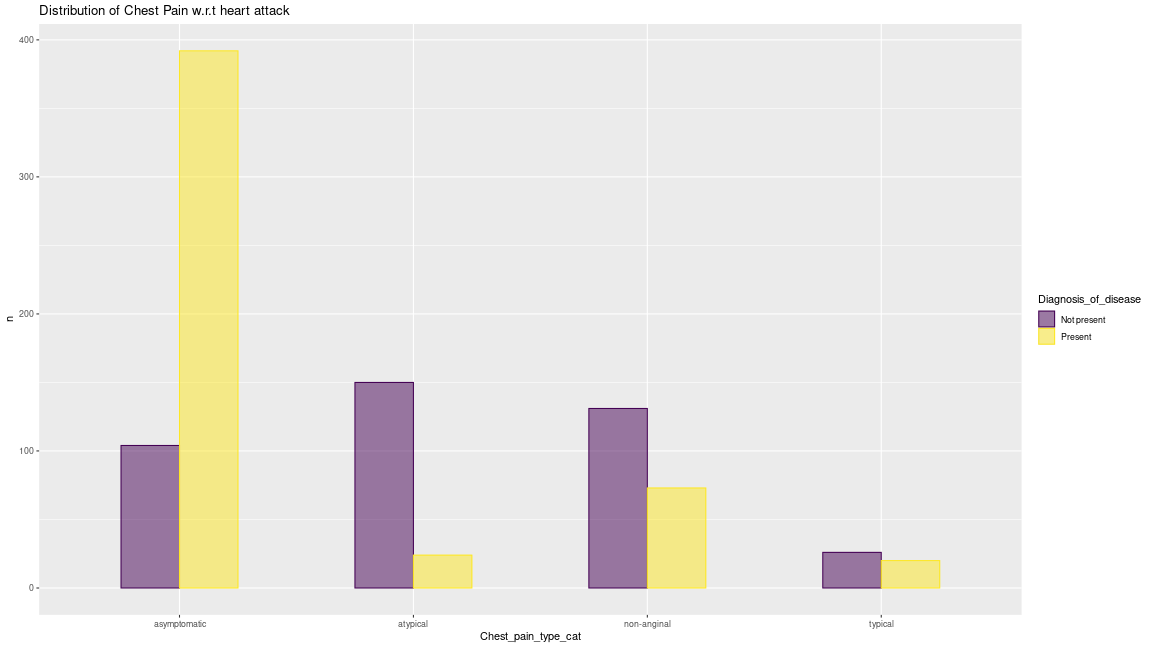 Distribution of Chest Pain w.r.t heart attack
400
300
200
100
0
n
asymptomatic
atypical
non-anginal
typical
Chest_pain_type_cat
Diagnosis_of_disease
Not present
Present